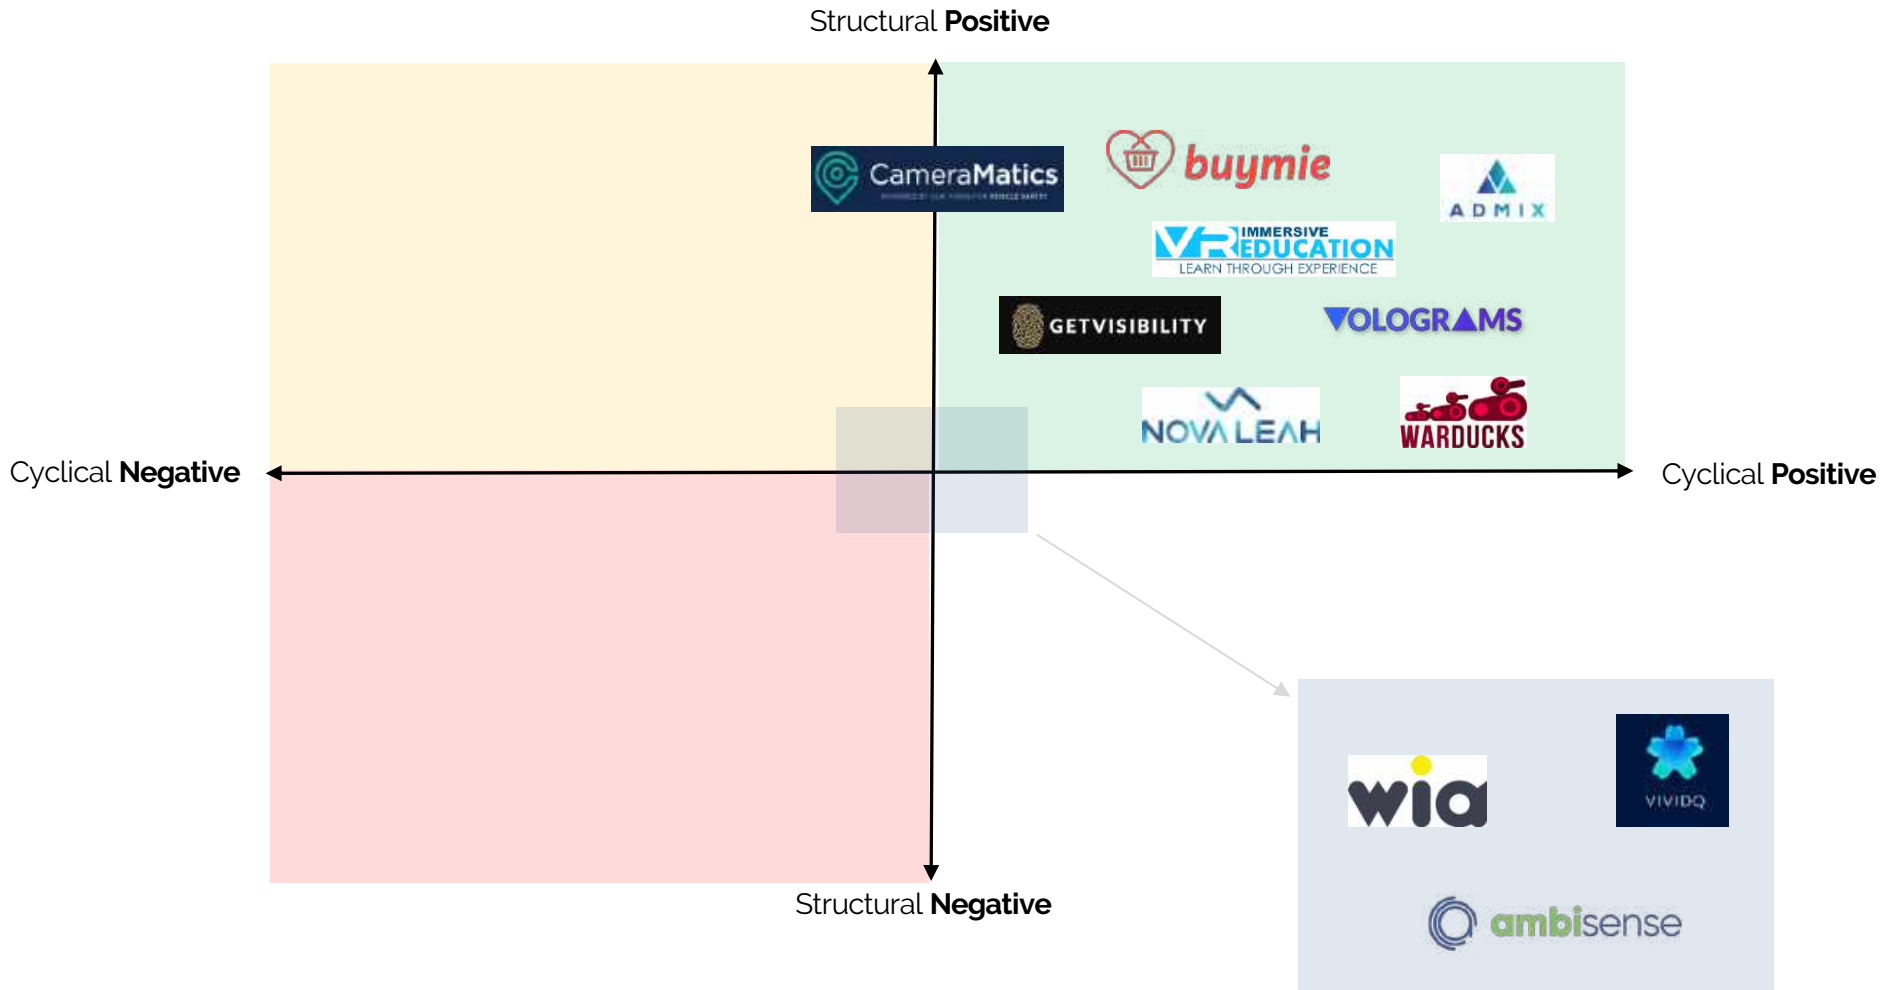 Structural Positive
CameraMatics
buymie
ADMIX
VR IMMERSIVE EDUCATION
LEARN THROUGH EXPERIENCE
GETVISIBILITY
VOLOGRAMS
NOVA LEAH
WARDUCKS
Cyclical Negative
Cyclical Positive
wia
VIVIDQ
Structural Negative
ambisense